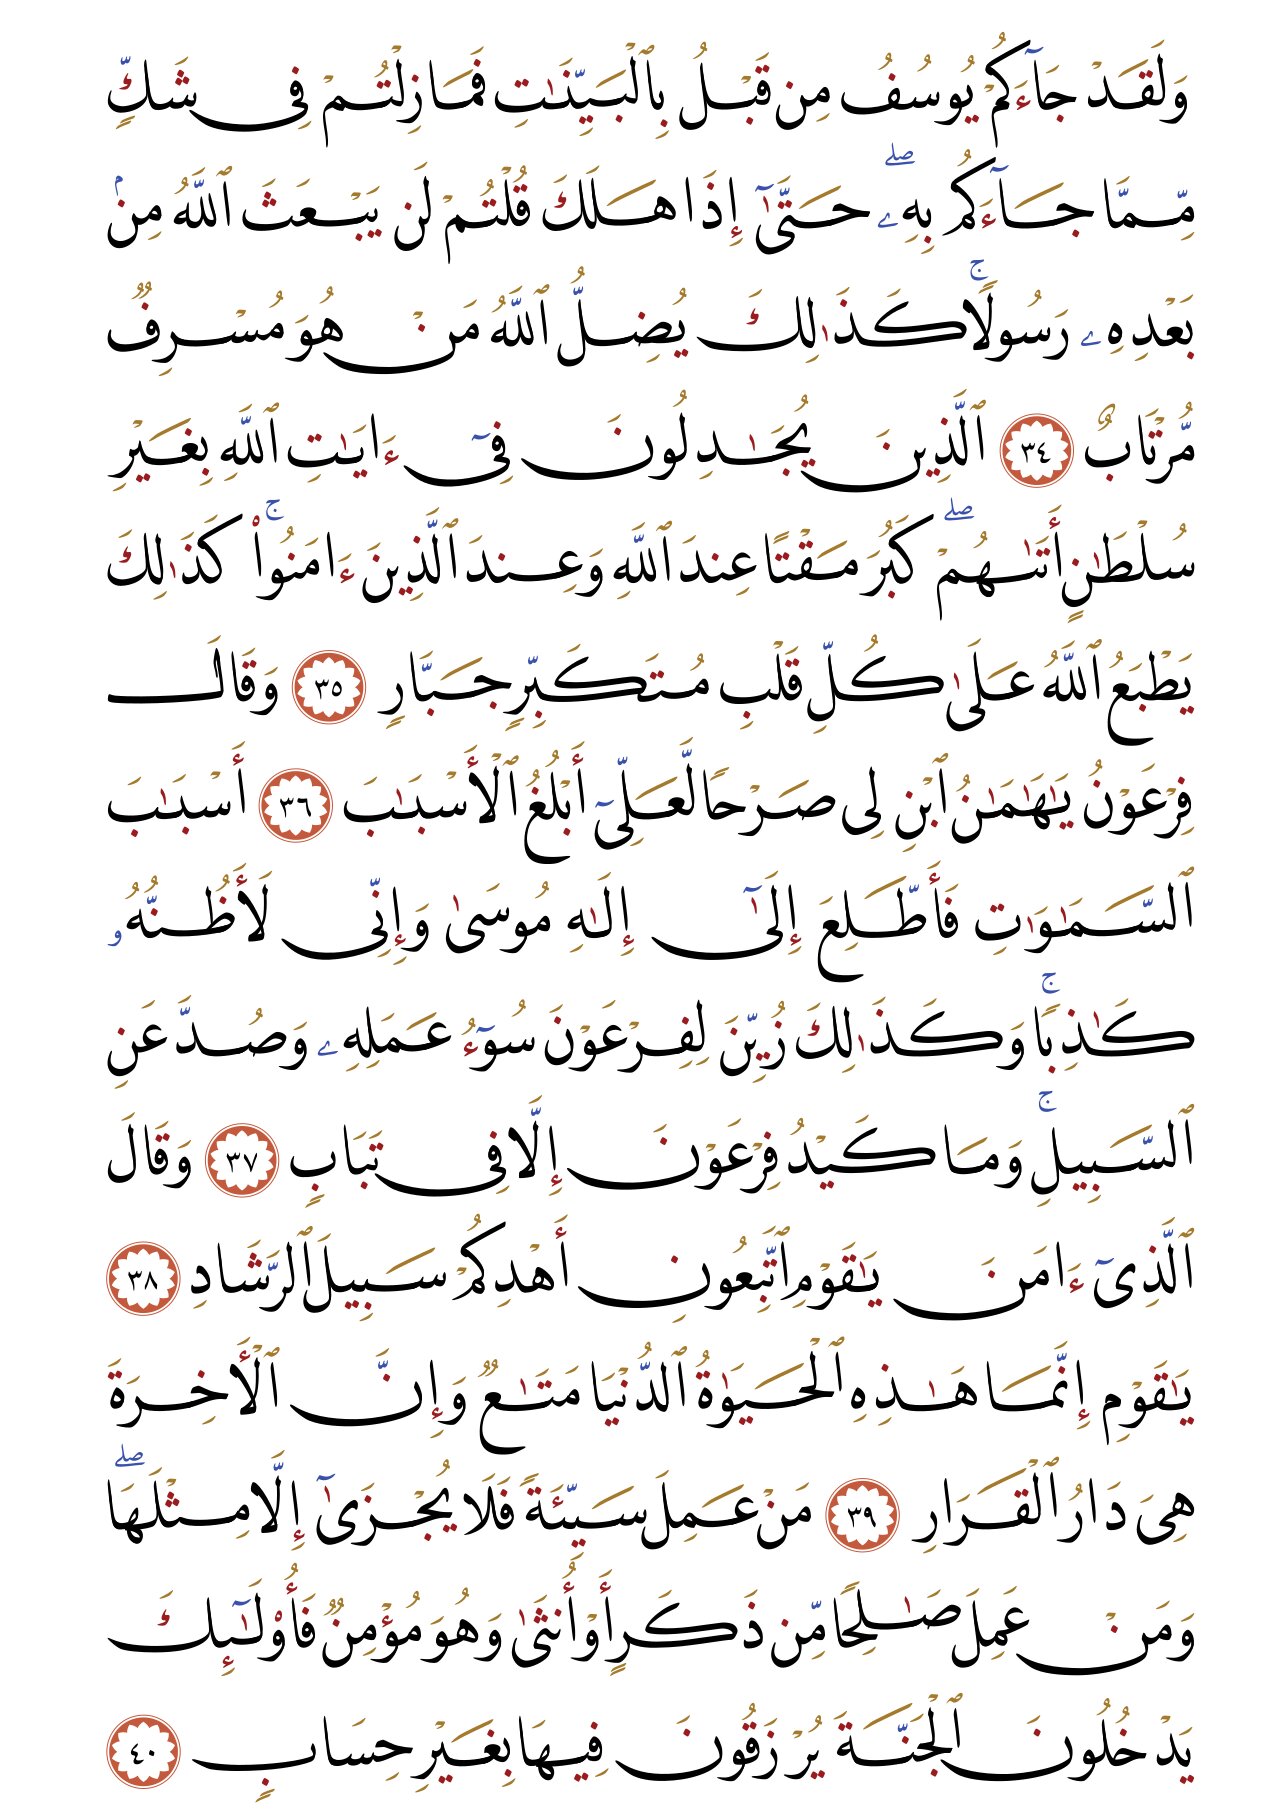 وَلَقَدْ جَآءَكُمْ يُوسُفُ مِن قَبْلُ بِٱلْبَيِّنَٰتِ فَمَا زِلْتُمْ فِى شَكٍّ
مِّمَّا جَآءَكُم بِهِۦ ۖ حَتَّىٰٓ إِذَا هَلَكَ قُلْتُمْ لَن يَبْعَثَ ٱللَّهُ مِنۢ
بَعْدِهِۦ رَسُولًا ۚ كَذَٰلِكَ يُضِلُّ ٱللَّهُ مَنْ هُوَ مُسْرِفٌ
مُّرْتَابٌ ٣٤ ٱلَّذِينَ يُجَٰدِلُونَ فِىٓ ءَايَٰتِ ٱللَّهِ بِغَيْرِ
سُلْطَٰنٍ أَتَىٰهُمْ ۖ كَبُرَ مَقْتًا عِندَ ٱللَّهِ وَعِندَ ٱلَّذِينَ ءَامَنُوا۟ ۚ كَذَٰلِكَ
يَطْبَعُ ٱللَّهُ عَلَىٰ كُلِّ قَلْبِ مُتَكَبِّرٍ جَبَّارٍ ٣٥ وَقَالَ
فِرْعَوْنُ يَٰهَٰمَٰنُ ٱبْنِ لِى صَرْحًا لَّعَلِّىٓ أَبْلُغُ ٱلْأَسْبَٰبَ ٣٦ أَسْبَٰبَ
ٱلسَّمَٰوَٰتِ فَأَطَّلِعَ إِلَىٰٓ إِلَٰهِ مُوسَىٰ وَإِنِّى لَأَظُنُّهُۥ
كَٰذِبًا ۚ وَكَذَٰلِكَ زُيِّنَ لِفِرْعَوْنَ سُوٓءُ عَمَلِهِۦ وَصُدَّ عَنِ
ٱلسَّبِيلِ ۚ وَمَا كَيْدُ فِرْعَوْنَ إِلَّا فِى تَبَابٍ ٣٧ وَقَالَ
ٱلَّذِىٓ ءَامَنَ يَٰقَوْمِ ٱتَّبِعُونِ أَهْدِكُمْ سَبِيلَ ٱلرَّشَادِ ٣٨
يَٰقَوْمِ إِنَّمَا هَٰذِهِ ٱلْحَيَوٰةُ ٱلدُّنْيَا مَتَٰعٌ وَإِنَّ ٱلْأَخِرَةَ
هِىَ دَارُ ٱلْقَرَارِ ٣٩ مَنْ عَمِلَ سَيِّئَةً فَلَا يُجْزَىٰٓ إِلَّا مِثْلَهَا ۖ
وَمَنْ عَمِلَ صَٰلِحًا مِّن ذَكَرٍ أَوْ أُنثَىٰ وَهُوَ مُؤْمِنٌ فَأُو۟لَٰٓئِكَ
يَدْخُلُونَ ٱلْجَنَّةَ يُرْزَقُونَ فِيهَا بِغَيْرِ حِسَابٍ ٤٠